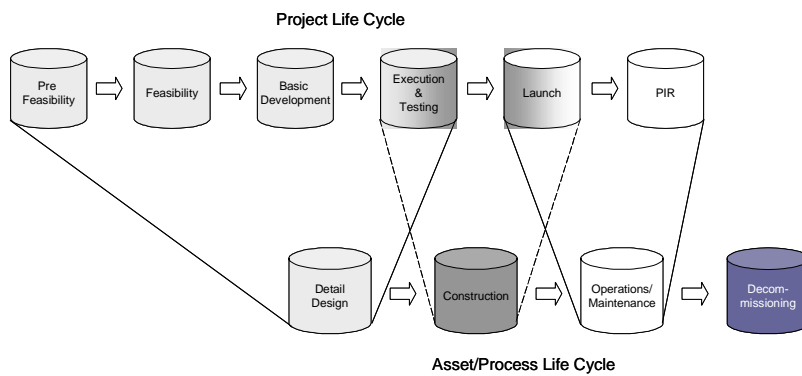 Project Life Cycle
Pre
Feasibility
Feasibility
Basic
Development
Execution
&
Testing
Launch
PIR
Detail
Design
Construction
Operations/
Maintenance
Decom-
missioning
Asset/Process Life Cycle